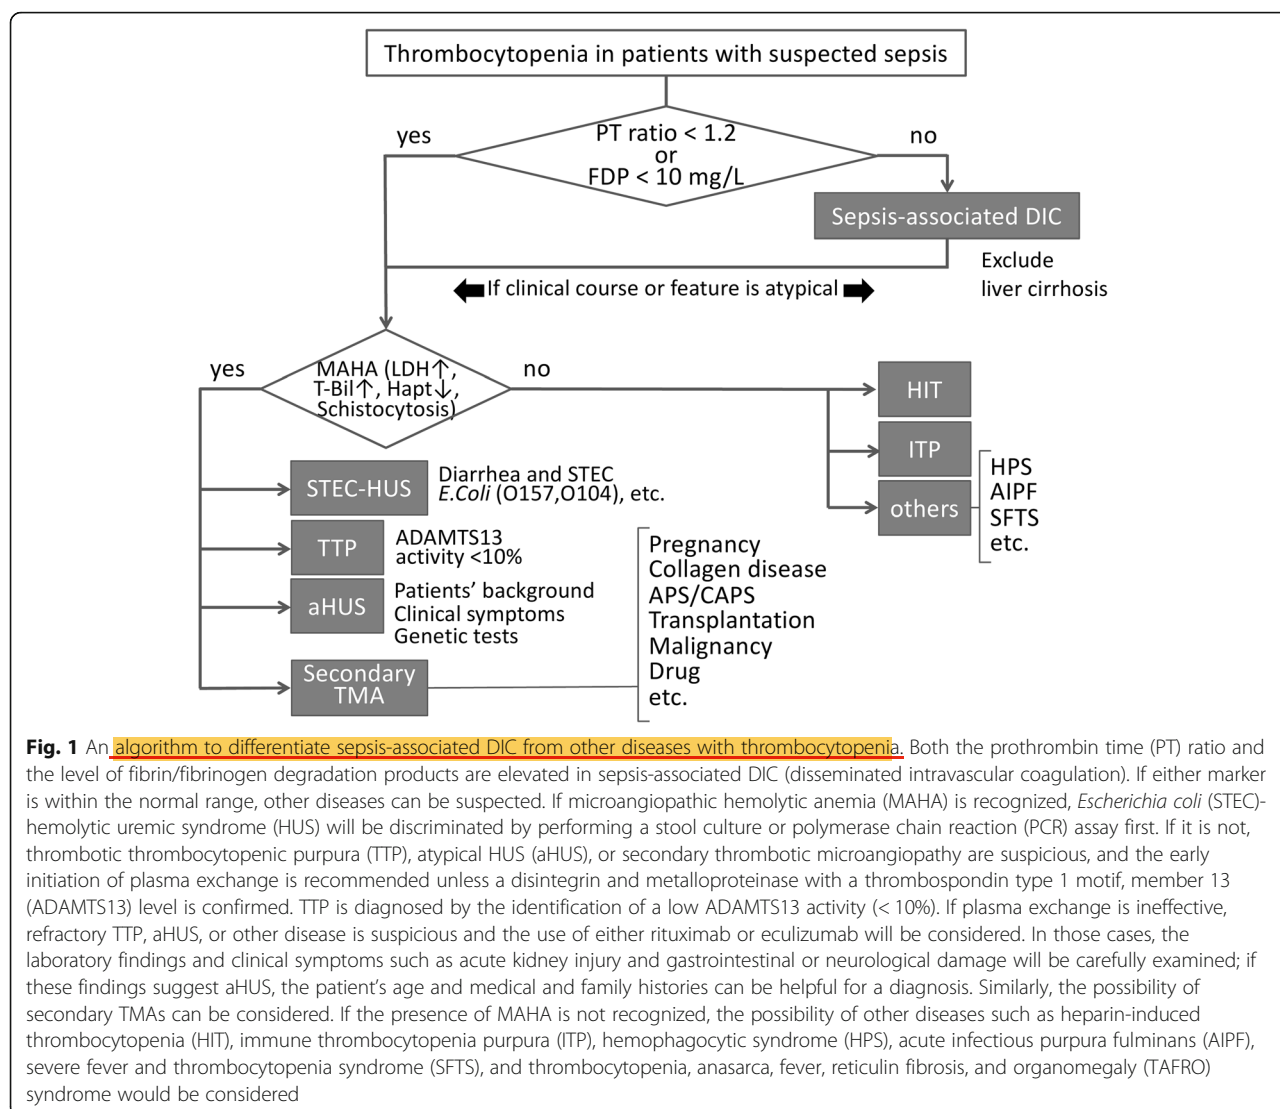 Thrombocytopenia in patients with suspected sepsis
yes
PT ratio < 1.2
or
FDP < 10 mg/L
no
Sepsis-associated DIC
Exclude
liver cirrhosis
If clinical course or feature is atypical
yes
MAHA (LDH↑,
T-Bil↑, Hapt↓,
Schistocytosis)
no
HIT
ITP
others
HPS
AIPF
SFTS
etc.
STEC-HUS
Diarrhea and STEC
E.Coli (O157,O104), etc.
TTP
ADAMTS13
activity <10%
aHUS
Patients' background
Clinical symptoms
Genetic tests
Secondary
TMA
Pregnancy
Collagen disease
APS/CAPS
Transplantation
Malignancy
Drug
etc.
Fig. 1 An algorithm to differentiate sepsis-associated DIC from other diseases with thrombocytopenia. Both the prothrombin time (PT) ratio and
the level of fibrin/fibrinogen degradation products are elevated in sepsis-associated DIC (disseminated intravascular coagulation). If either marker
is within the normal range, other diseases can be suspected. If microangiopathic hemolytic anemia (MAHA) is recognized, Escherichia coli (STEC)-
hemolytic uremic syndrome (HUS) will be discriminated by performing a stool culture or polymerase chain reaction (PCR) assay first. If it is not,
thrombotic thrombocytopenic purpura (TTP), atypical HUS (aHUS), or secondary thrombotic microangiopathy are suspicious, and the early
initiation of plasma exchange is recommended unless a disintegrin and metalloproteinase with a thrombospondin type 1 motif, member 13
(ADAMTS13) level is confirmed. TTP is diagnosed by the identification of a low ADAMTS13 activity (< 10%). If plasma exchange is ineffective,
refractory TTP, aHUS, or other disease is suspicious and the use of either rituximab or eculizumab will be considered. In those cases, the
laboratory findings and clinical symptoms such as acute kidney injury and gastrointestinal or neurological damage will be carefully examined; if
these findings suggest aHUS, the patient's age and medical and family histories can be helpful for a diagnosis. Similarly, the possibility of
secondary TMAs can be considered. If the presence of MAHA is not recognized, the possibility of other diseases such as heparin-induced
thrombocytopenia (HIT), immune thrombocytopenia purpura (ITP), hemophagocytic syndrome (HPS), acute infectious purpura fulminans (AIPF),
severe fever and thrombocytopenia syndrome (SFTS), and thrombocytopenia, anasarca, fever, reticulin fibrosis, and organomegaly (TAFRO)
syndrome would be considered